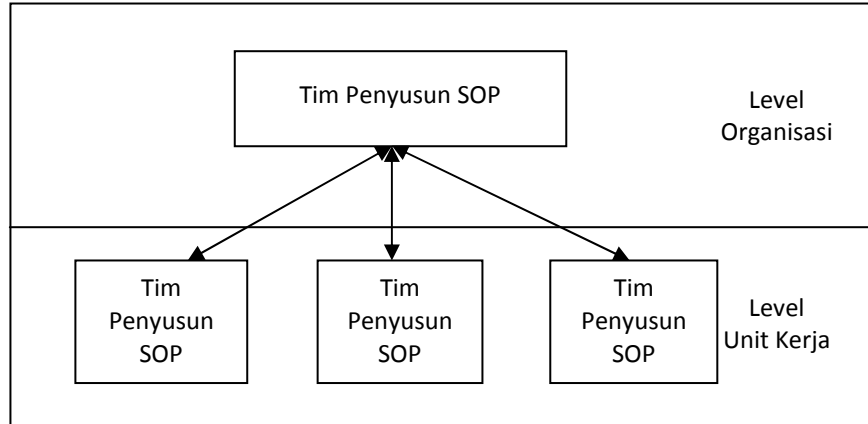 Tim Penyusun SOP
Level
Organisasi
Tim
Penyusun
SOP
Tim
Penyusun
SOP
Tim
Penyusun
SOP
Level
Unit Kerja